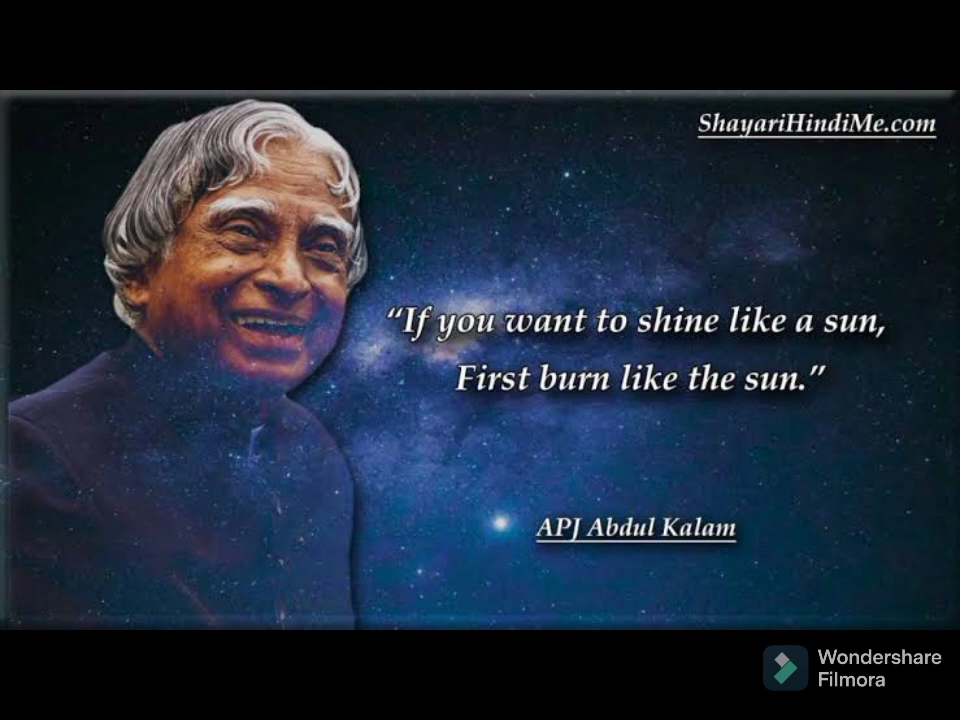 ShayariHindiMe.com
“If you want to shine like a sun,
First burn like the sun.”
APJ Abdul Kalam
Wondershare
Filmora